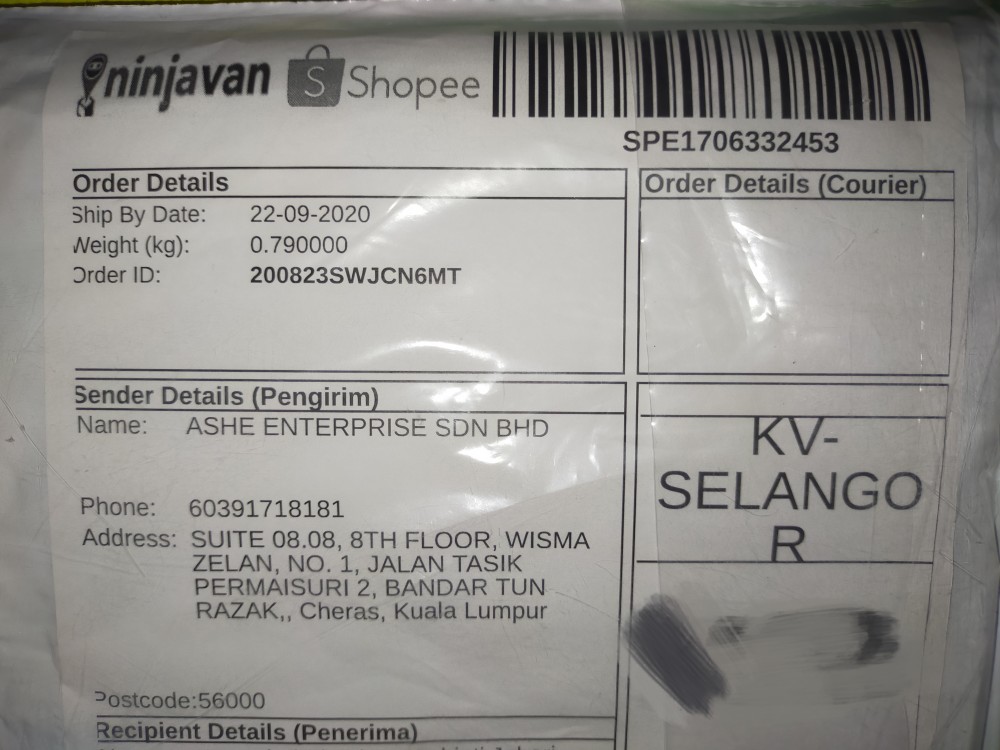 ninjavan Shopee
SPE1706332453
Order Details
Ship By Date: 22-09-2020
Weight (kg): 0.790000
Order ID: 200823SWJCN6MT
Order Details (Courier)
Sender Details (Pengirim)
Name: ASHE ENTERPRISE SDN BHD
Phone: 60391718181
Address: SUITE 08.08, 8TH FLOOR, WISMA
ZELAN, NO. 1, JALAN TASIK
PERMAISURI 2, BANDAR TUN
RAZAK,, Cheras, Kuala Lumpur
Postcode:56000
KV-
SELANGO
R
Recipient Details (Penerima)